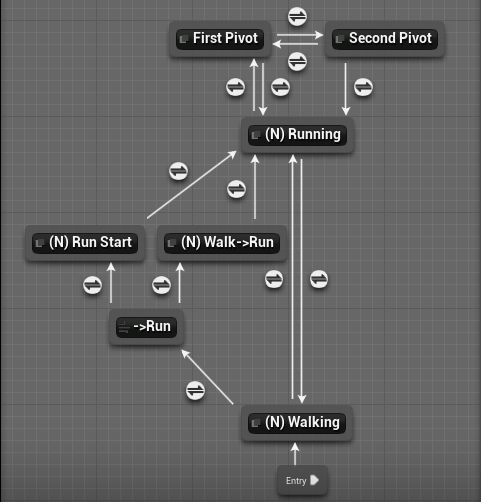 First Pivot
Second Pivot
(N) Running
(N) Run Start
(N) Walk->Run
->Run
(N) Walking
Entry